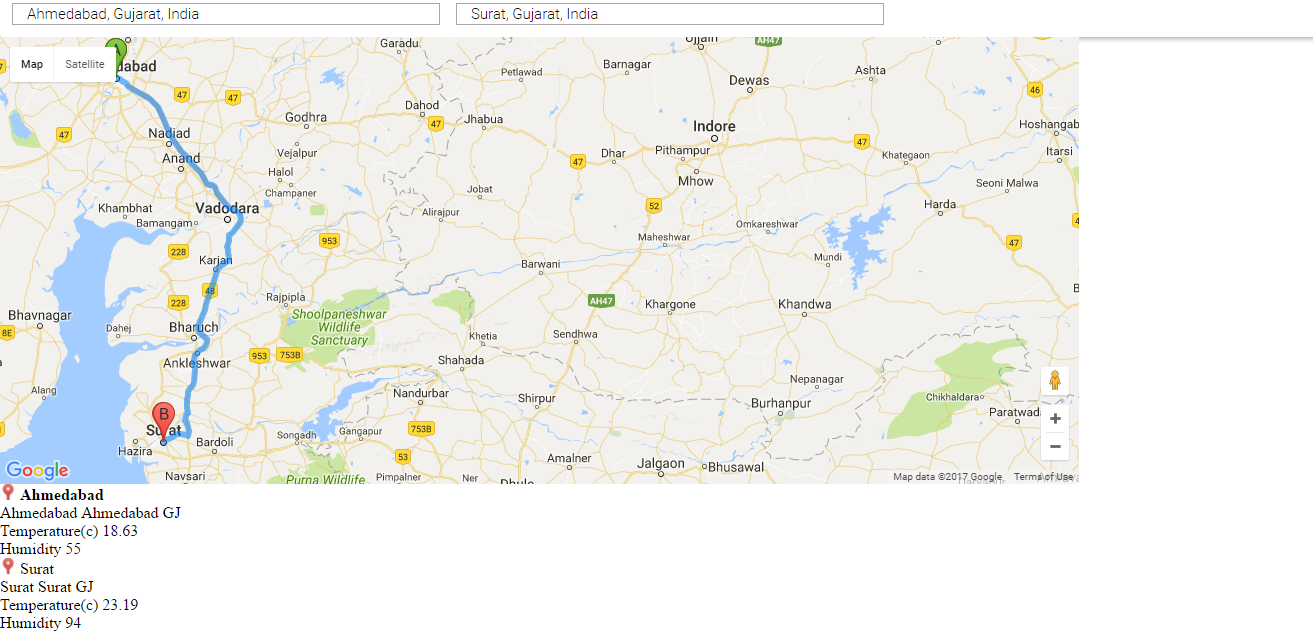 Ahmedabad, Gujarat, India
Surat, Gujarat, India
Map Satellite
A
dabad
Garadu
Ujjain
AH47
Petlawad
Barnagar
Dewas
Ashta
46
47
47
47
Godhra
Dahod
47
Jhabua
Indore
Hoshangab
Nadiad
Anand
Vejalpur
Halol
Champaner
47
Dhar
Pithampur
Mhow
47
Khategaon
Itarsi
Seoni Malwa
Khambhat
Bamangam
Vadodara
Jobat
Alirajpur
52
Omkareshwar
Harda
4
228
Karjan
953
Maheshwar
Mundi
47
Barwani
228
48
Rajpipla
Shoolpaneshwar
Wildlife
Sanctuary
AH47
Khargone
Khandwa
B
Bhavnagar
8E
Dahej
Bharuch
Ankleshwar
953
753B
Khetia
Sendhwa
Shahada
Alang
Nandurbar
Shirpur
Nepanagar
Burhanpur
Chikhaldara
Paratwad
B
Surat
Hazira
Bardoli
Songadh
Gangapur
753B
53
Amalner
Jalgaon
Bhusawal
Google
Navsari
Purna Wildlife
Pimpalner
Ner
Dhule
Map data ©2017 Google
Terms of Use
Ahmedabad
Ahmedabad Ahmedabad GJ
Temperature(c) 18.63
Humidity 55
Surat
Surat Surat GJ
Temperature(c) 23.19
Humidity 94